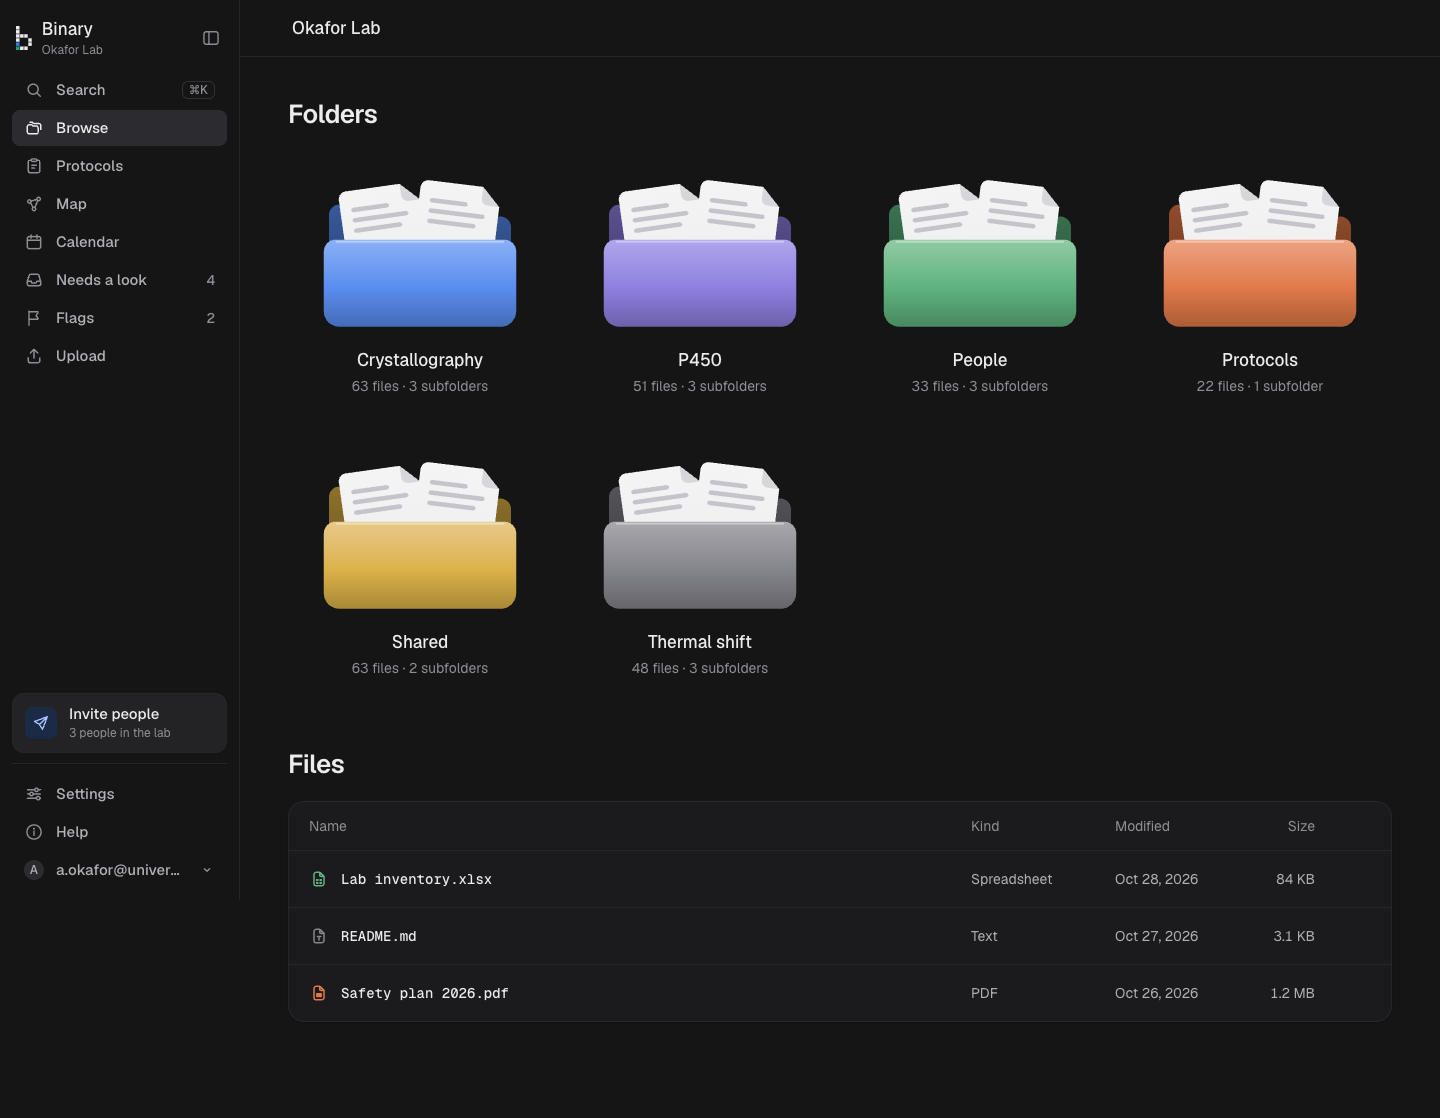 Binary
Okafor Lab
Search ⌘K
Browse
Protocols
Map
Calendar
Needs a look 4
Flags 2
Upload
Invite people
3 people in the lab
Settings
Help
A a.okafor@univer...
Okafor Lab
Folders
Crystallography
63 files · 3 subfolders
P450
51 files · 3 subfolders
People
33 files · 3 subfolders
Protocols
22 files · 1 subfolder
Shared
63 files · 2 subfolders
Thermal shift
48 files · 3 subfolders
Files
Name Kind Modified Size
Lab inventory.xlsx Spreadsheet Oct 28, 2026 84 KB
README.md Text Oct 27, 2026 3.1 KB
Safety plan 2026.pdf PDF Oct 26, 2026 1.2 MB